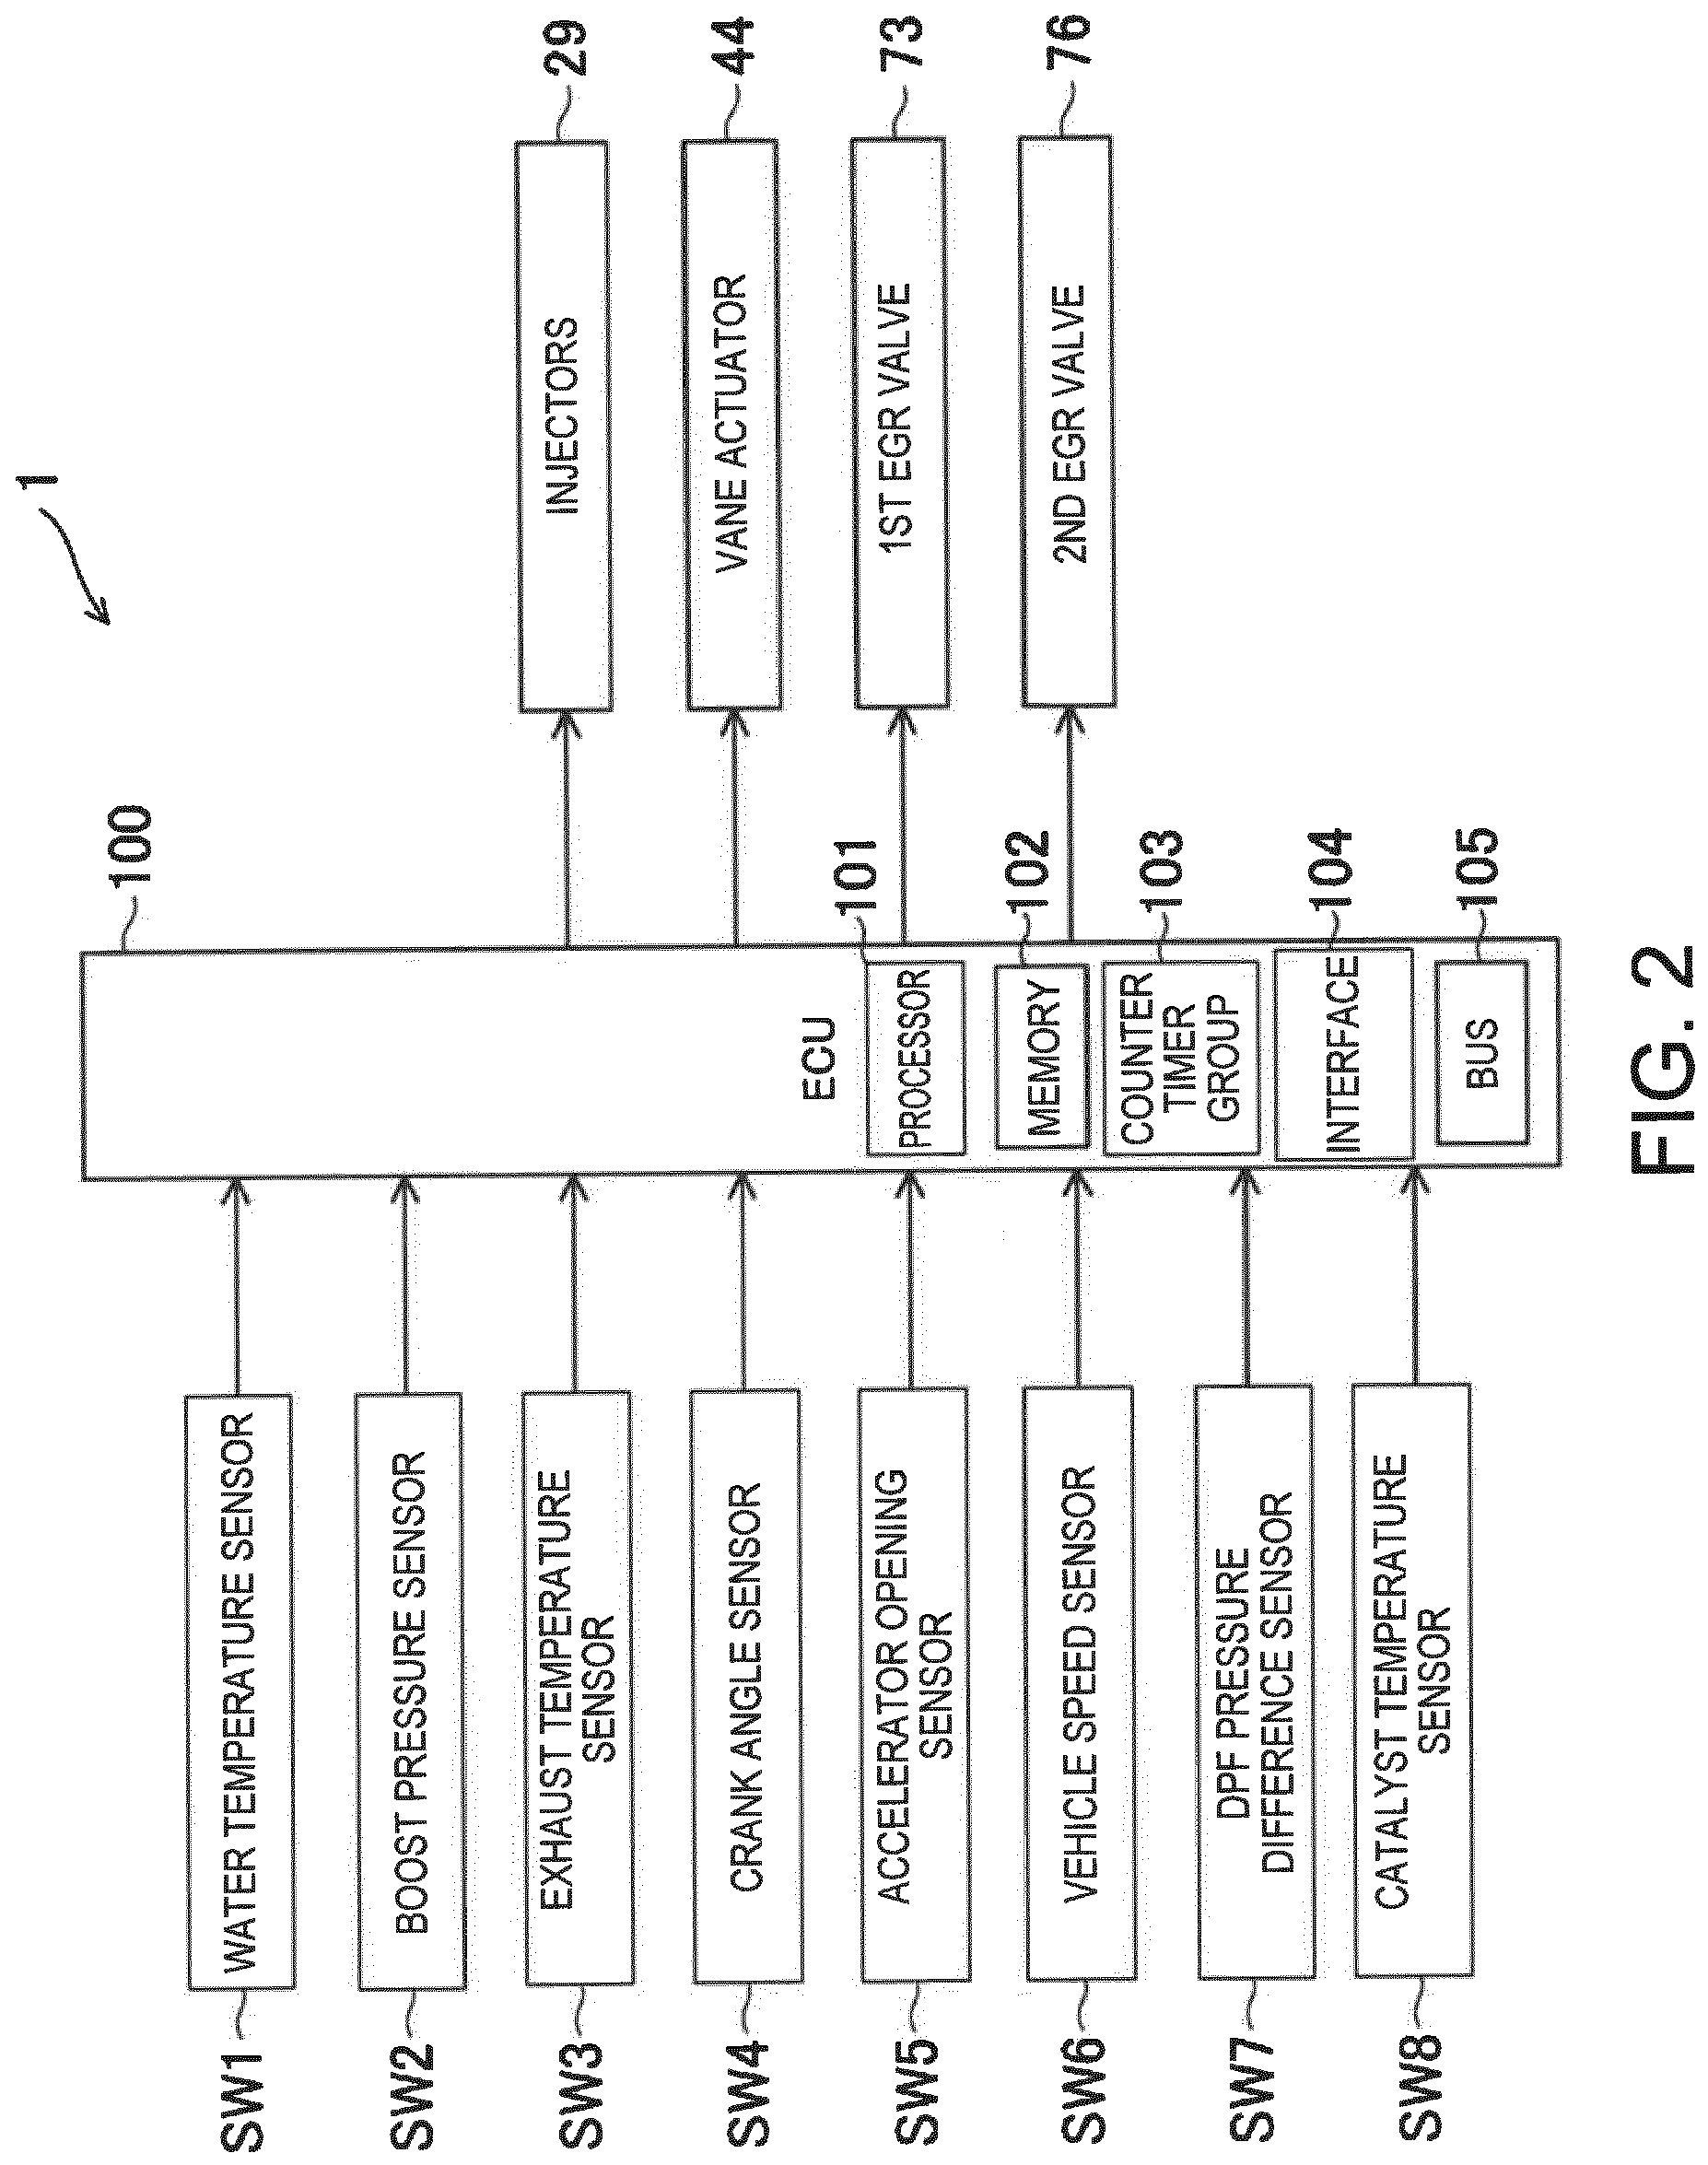 1
100
SW1
WATER TEMPERATURE SENSOR
SW2
BOOST PRESSURE SENSOR
SW3
EXHAUST TEMPERATURE
SENSOR
SW4
CRANK ANGLE SENSOR
SW5
ACCELERATOR OPENING
SENSOR
SW6
VEHICLE SPEED SENSOR
SW7
DPF PRESSURE
DIFFERENCE SENSOR
SW8
CATALYST TEMPERATURE
SENSOR
ECU
PROCESSOR
101
MEMORY
102
COUNTER
TIMER
GROUP
103
INTERFACE
104
BUS
105
INJECTORS
29
VANE ACTUATOR
44
1ST EGR VALVE
73
2ND EGR VALVE
76
FIG. 2